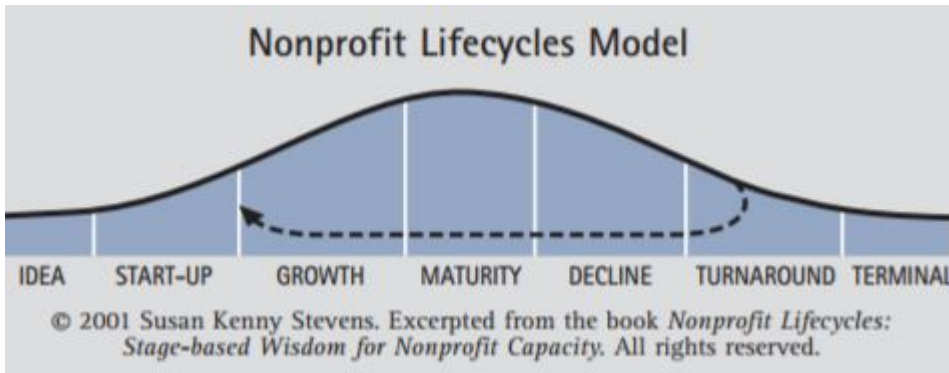 Nonprofit Lifecycles Model
IDEA START-UP GROWTH MATURITY DECLINE TURNAROUND TERMINAL
© 2001 Susan Kenny Stevens. Excerpted from the book Nonprofit Lifecycles:
Stage-based Wisdom for Nonprofit Capacity. All rights reserved.